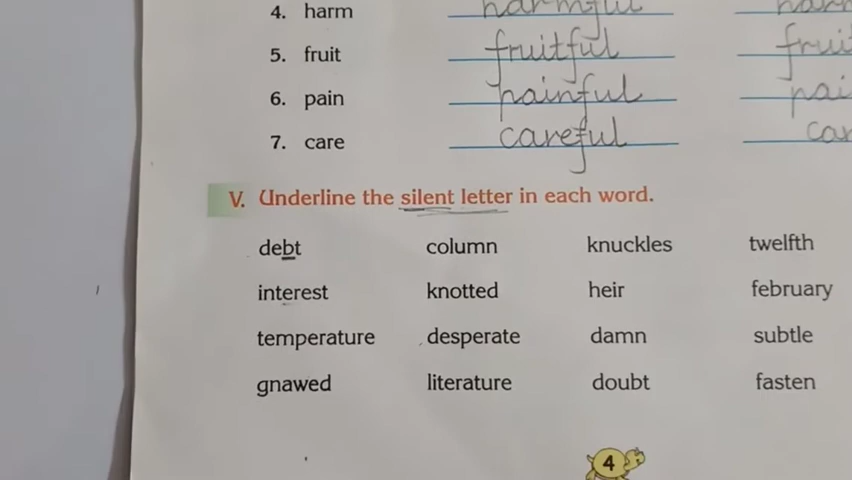 4. harm harmful
5. fruit fruitful
6. pain painful
7. care careful
V. Underline the silent letter in each word.
debt column knuckles twelfth
interest knotted heir february
temperature desperate damn subtle
gnawed literature doubt fasten
4